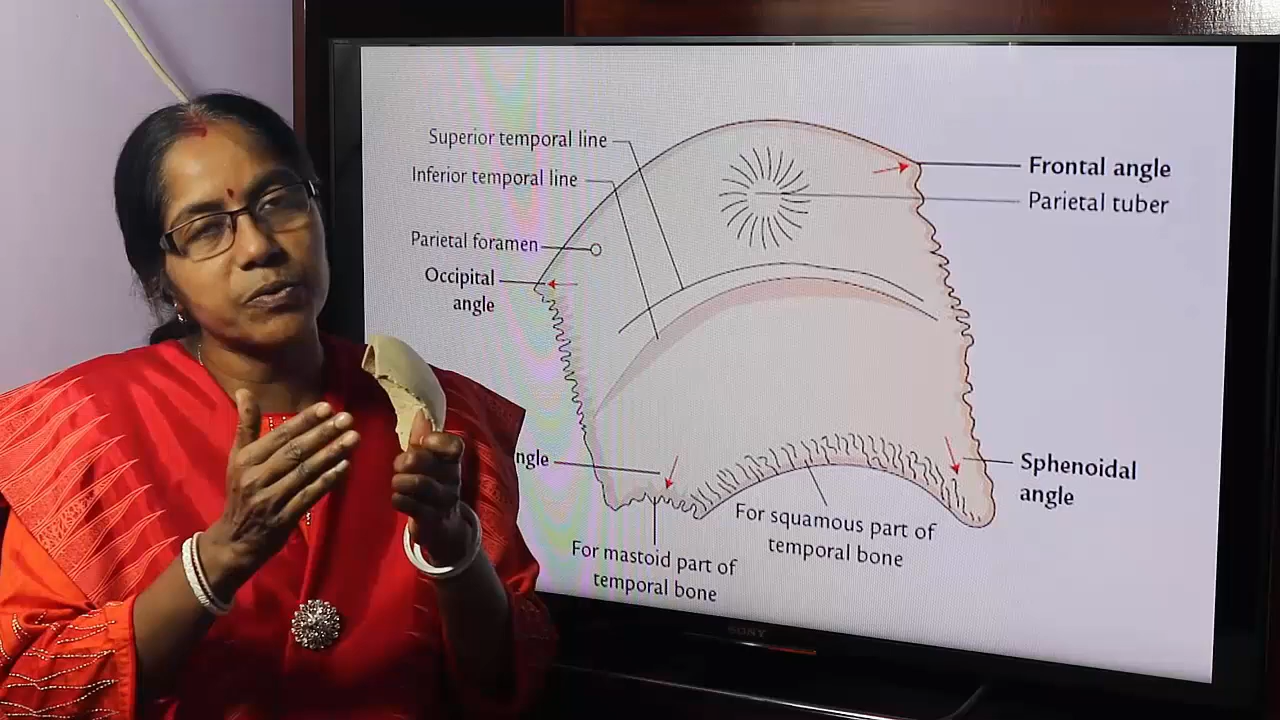 Superior temporal line
Inferior temporal line
Parietal foramen
Occipital
angle
ngle
Frontal angle
Parietal tuber
Sphenoidal
angle
For squamous part of
temporal bone
For mastoid part of
temporal bone
SONY